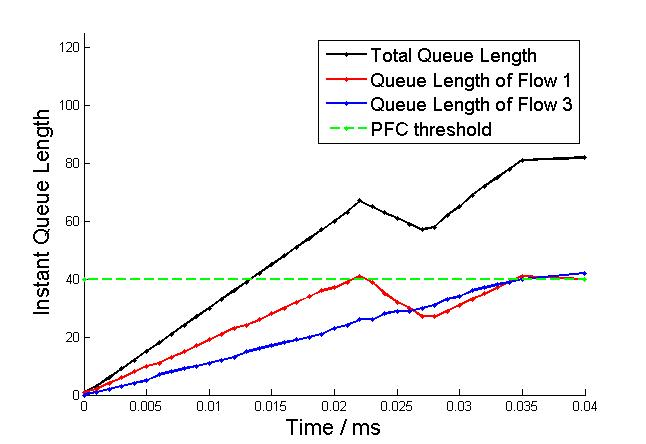 Total Queue Length
Queue Length of Flow 1
Queue Length of Flow 3
PFC threshold
Instant Queue Length
120
100
80
60
40
20
0
0 0.005 0.01 0.015 0.02 0.025 0.03 0.035 0.04
Time / ms